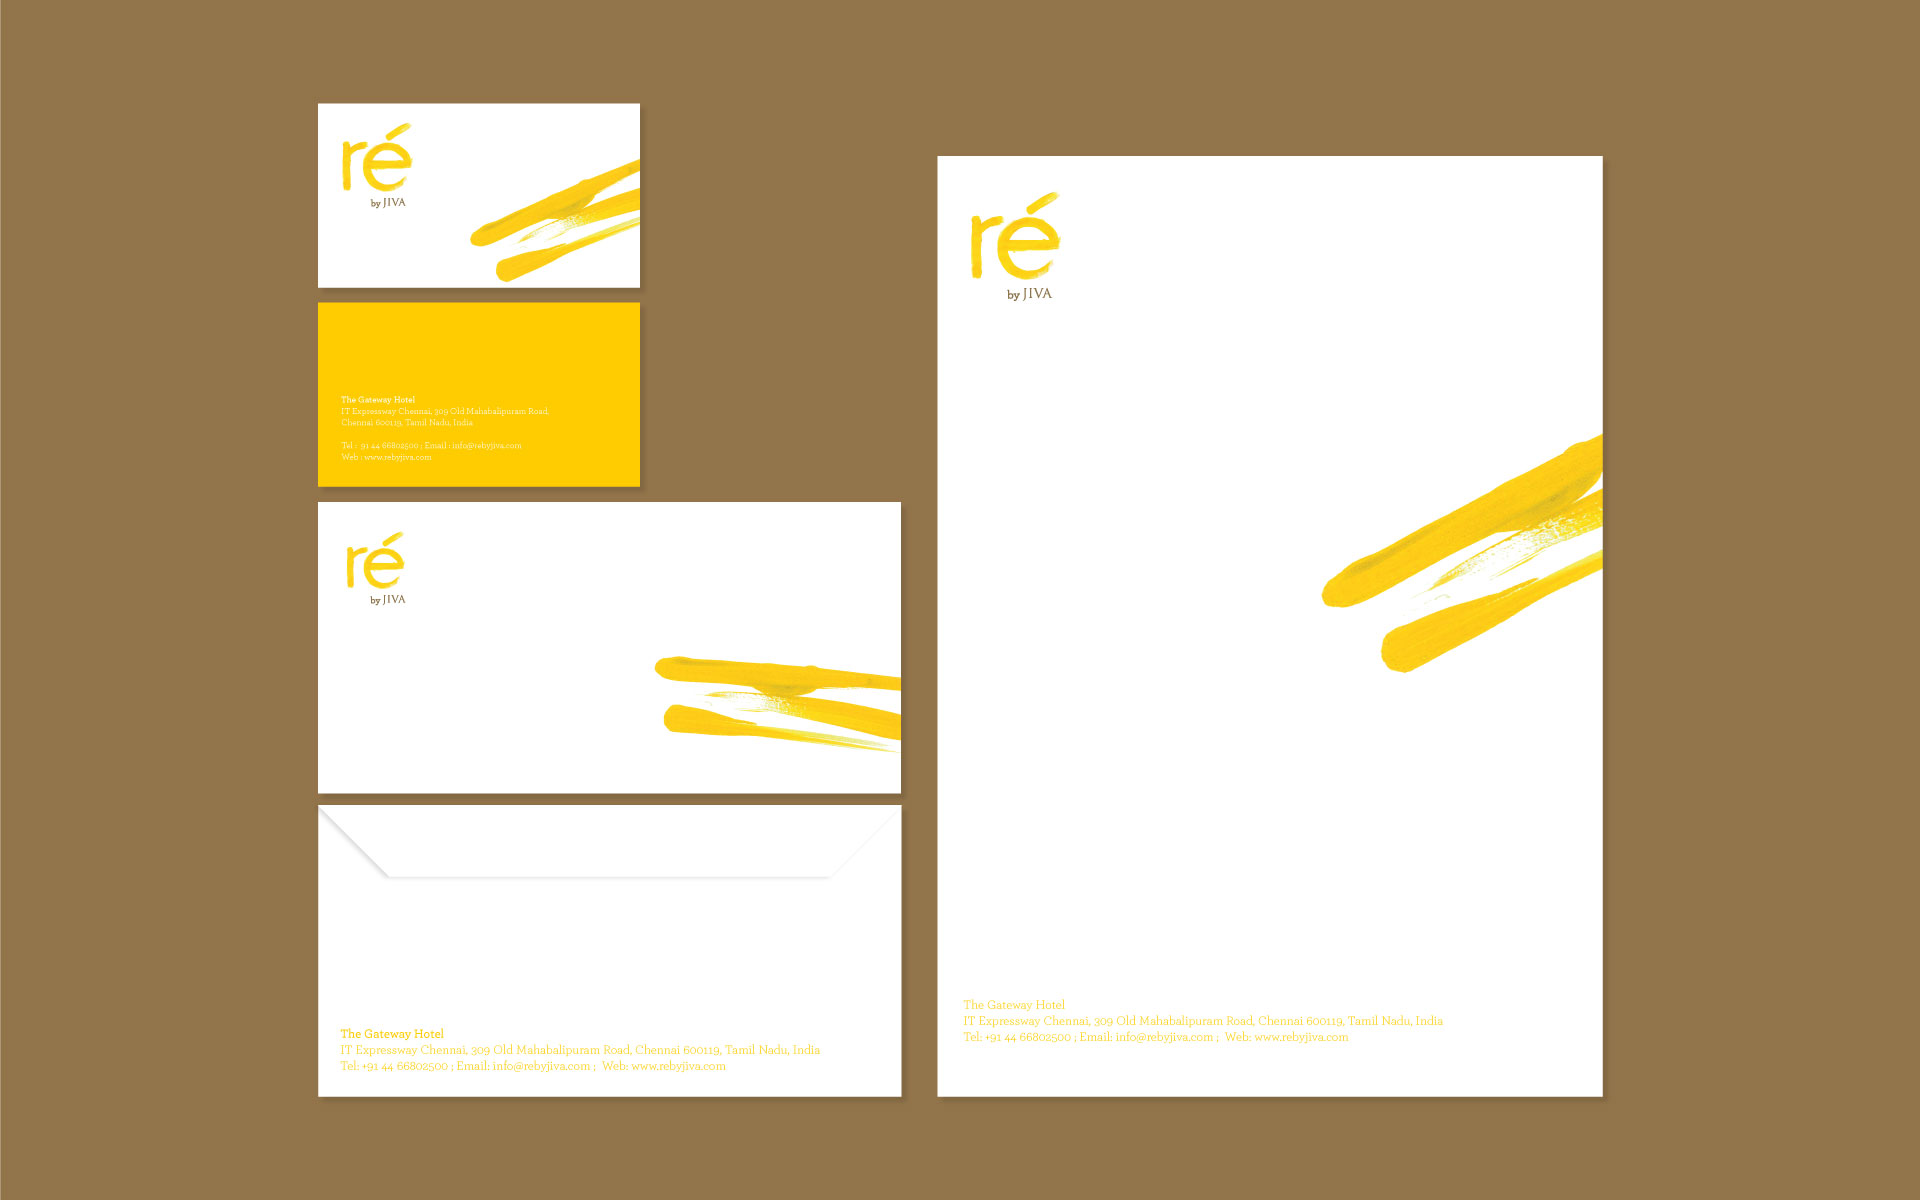 ré
by JIVA
The Gateway Hotel
IT Expressway Chennai, 309 Old Mahabalipuram Road,
Chennai 600119, Tamil Nadu, India
Tel : 91 44 66802500 ; Email : info@rebyjiva.com
Web : www.rebyjiva.com
ré
by JIVA
The Gateway Hotel
IT Expressway Chennai, 309 Old Mahabalipuram Road, Chennai 600119, Tamil Nadu, India
Tel: +91 44 66802500 ; Email: info@rebyjiva.com ; Web: www.rebyjiva.com
ré
by JIVA
The Gateway Hotel
IT Expressway Chennai, 309 Old Mahabalipuram Road, Chennai 600119, Tamil Nadu, India
Tel: +91 44 66802500 ; Email: info@rebyjiva.com ; Web: www.rebyjiva.com